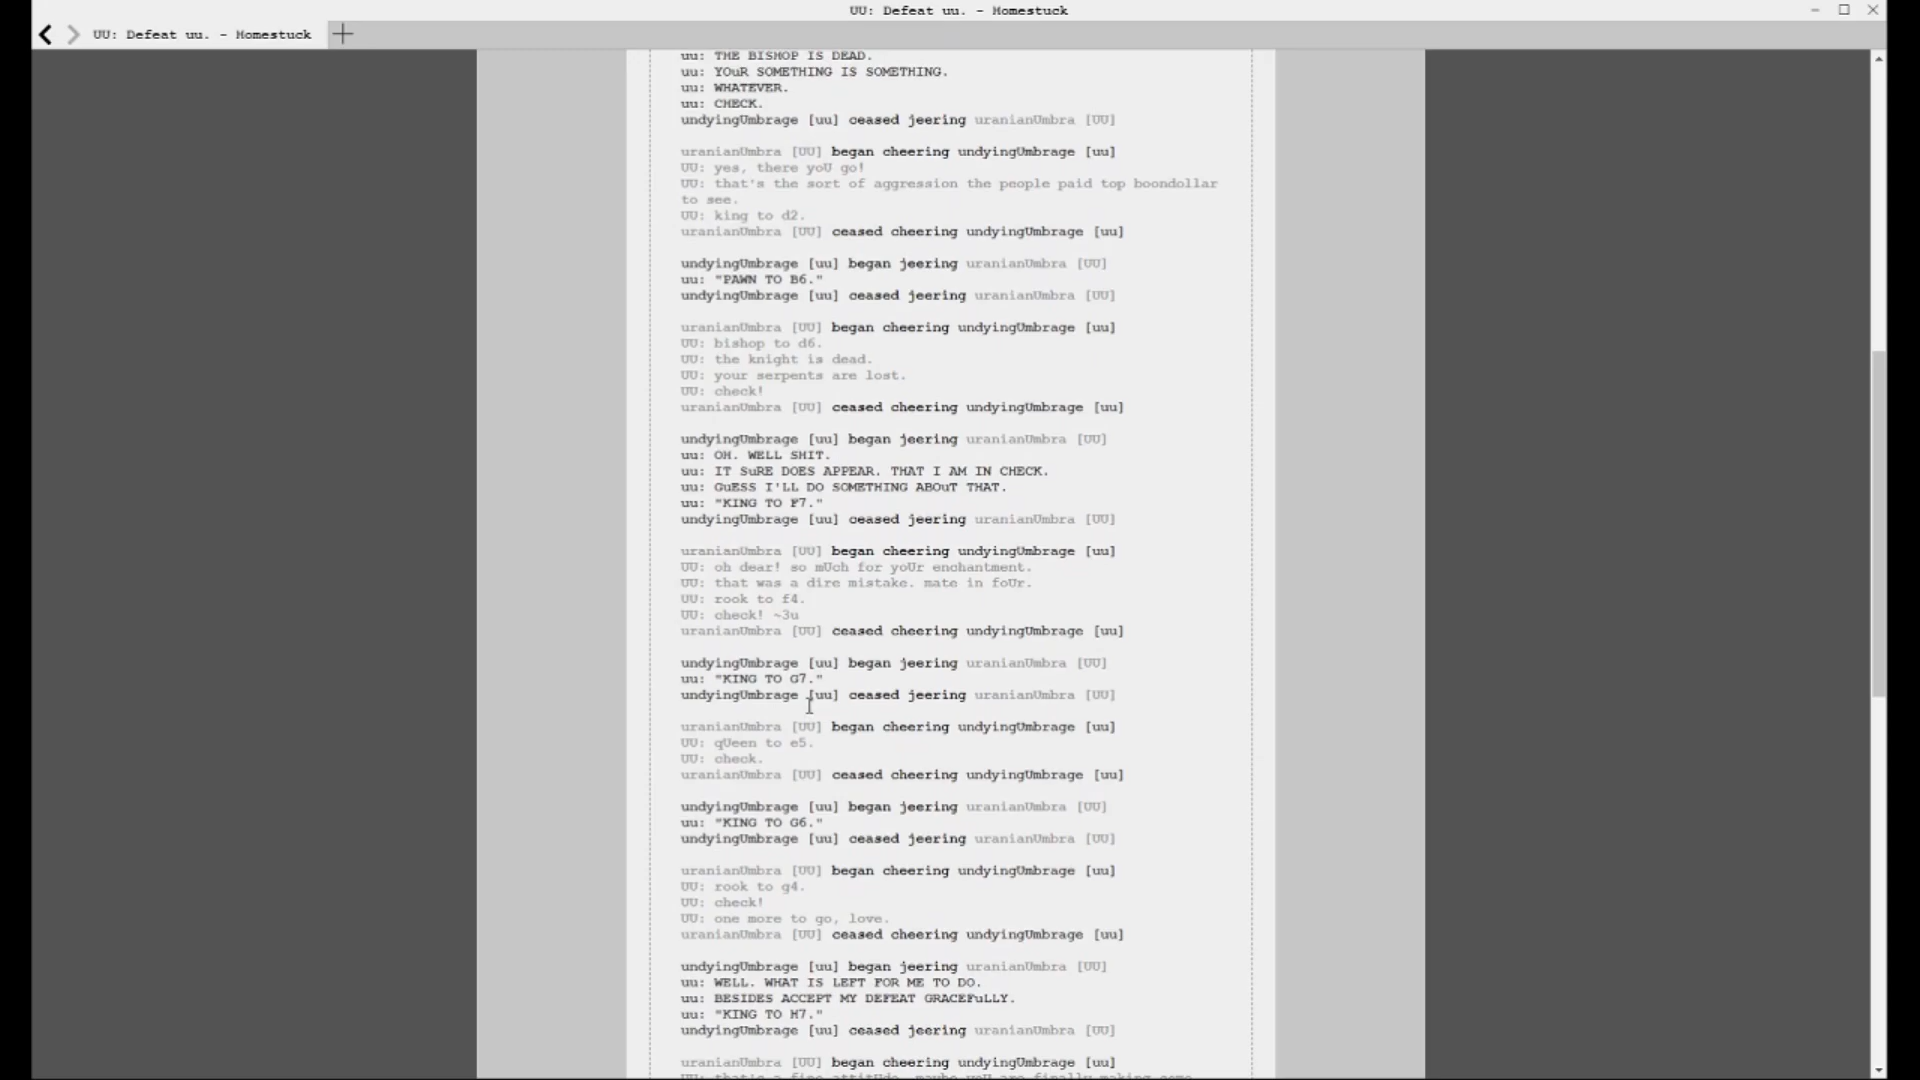 UU: Defeat uu. - Homestuck
UU: Defeat uu. - Homestuck
uu: THE BISHOP IS DEAD.
uu: YOuR SOMETHING IS SOMETHING.
uu: WHATEVER.
uu: CHECK.
undyingUmbrage [uu] ceased jeering uranianUmbra [UU]
uranianUmbra [UU] began cheering undyingUmbrage [uu]
UU: yes, there yoU go!
UU: that's the sort of aggression the people paid top boondollar
to see.
UU: king to d2.
uranianUmbra [UU] ceased cheering undyingUmbrage [uu]
undyingUmbrage [uu] began jeering uranianUmbra [UU]
uu: "PAWN TO B6."
undyingUmbrage [uu] ceased jeering uranianUmbra [UU]
uranianUmbra [UU] began cheering undyingUmbrage [uu]
UU: bishop to d6.
UU: the knight is dead.
UU: your serpents are lost.
UU: check!
uranianUmbra [UU] ceased cheering undyingUmbrage [uu]
undyingUmbrage [uu] began jeering uranianUmbra [UU]
uu: OH. WELL SHIT.
uu: IT SuRE DOES APPEAR. THAT I AM IN CHECK.
uu: GuESS I'LL DO SOMETHING ABOuT THAT.
uu: "KING TO F7."
undyingUmbrage [uu] ceased jeering uranianUmbra [UU]
uranianUmbra [UU] began cheering undyingUmbrage [uu]
UU: oh dear! so mUch for yoUr enchantment.
UU: that was a dire mistake. mate in foUr.
UU: rook to f4.
UU: check! ~3u
uranianUmbra [UU] ceased cheering undyingUmbrage [uu]
undyingUmbrage [uu] began jeering uranianUmbra [UU]
uu: "KING TO G7."
undyingUmbrage [uu] ceased jeering uranianUmbra [UU]
uranianUmbra [UU] began cheering undyingUmbrage [uu]
UU: qUeen to e5.
UU: check.
uranianUmbra [UU] ceased cheering undyingUmbrage [uu]
undyingUmbrage [uu] began jeering uranianUmbra [UU]
uu: "KING TO G6."
undyingUmbrage [uu] ceased jeering uranianUmbra [UU]
uranianUmbra [UU] began cheering undyingUmbrage [uu]
UU: rook to g4.
UU: check!
UU: one more to go, love.
uranianUmbra [UU] ceased cheering undyingUmbrage [uu]
undyingUmbrage [uu] began jeering uranianUmbra [UU]
uu: WELL. WHAT IS LEFT FOR ME TO DO.
uu: BESIDES ACCEPT MY DEFEAT GRACEFuLLY.
uu: "KING TO H7."
undyingUmbrage [uu] ceased jeering uranianUmbra [UU]
uranianUmbra [UU] began cheering undyingUmbrage [uu]